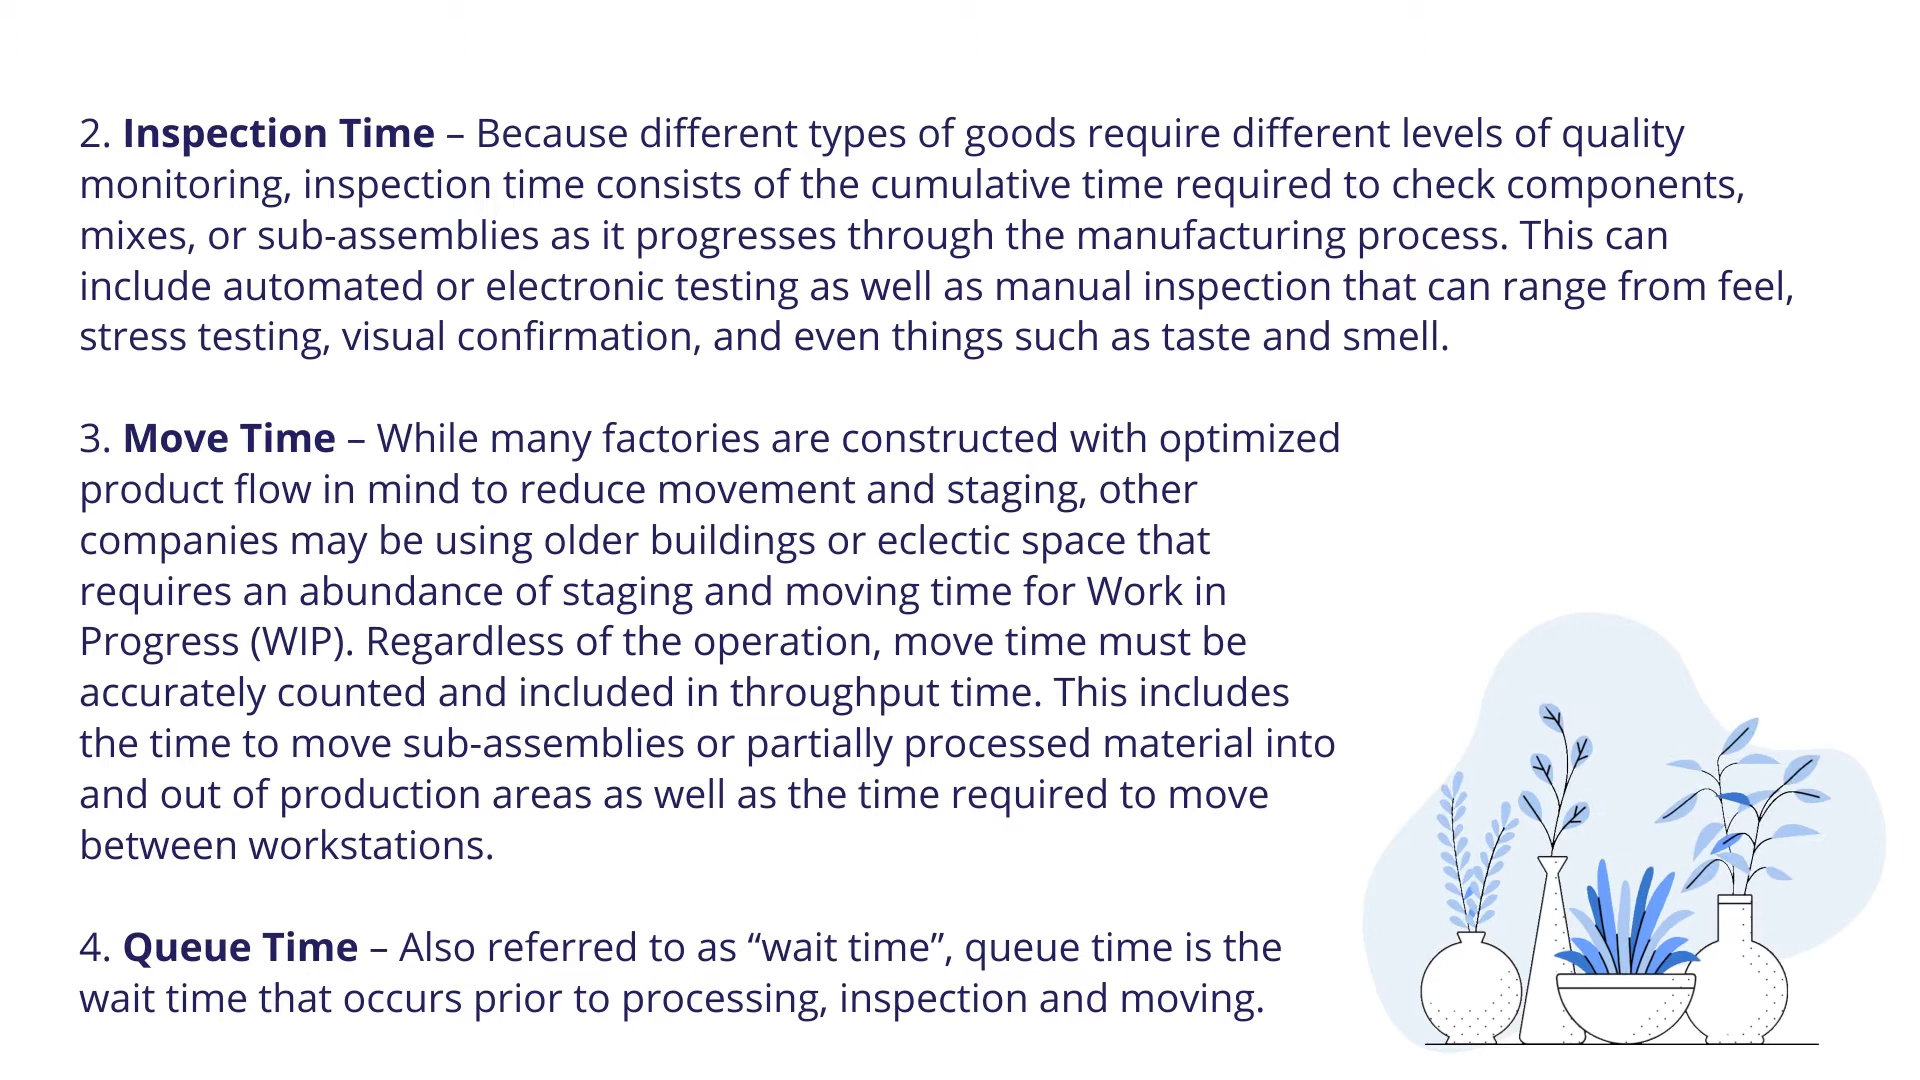 2. Inspection Time – Because different types of goods require different levels of quality
monitoring, inspection time consists of the cumulative time required to check components,
mixes, or sub-assemblies as it progresses through the manufacturing process. This can
include automated or electronic testing as well as manual inspection that can range from feel,
stress testing, visual confirmation, and even things such as taste and smell.
3. Move Time – While many factories are constructed with optimized
product flow in mind to reduce movement and staging, other
companies may be using older buildings or eclectic space that
requires an abundance of staging and moving time for Work in
Progress (WIP). Regardless of the operation, move time must be
accurately counted and included in throughput time. This includes
the time to move sub-assemblies or partially processed material into
and out of production areas as well as the time required to move
between workstations.
4. Queue Time – Also referred to as “wait time”, queue time is the
wait time that occurs prior to processing, inspection and moving.